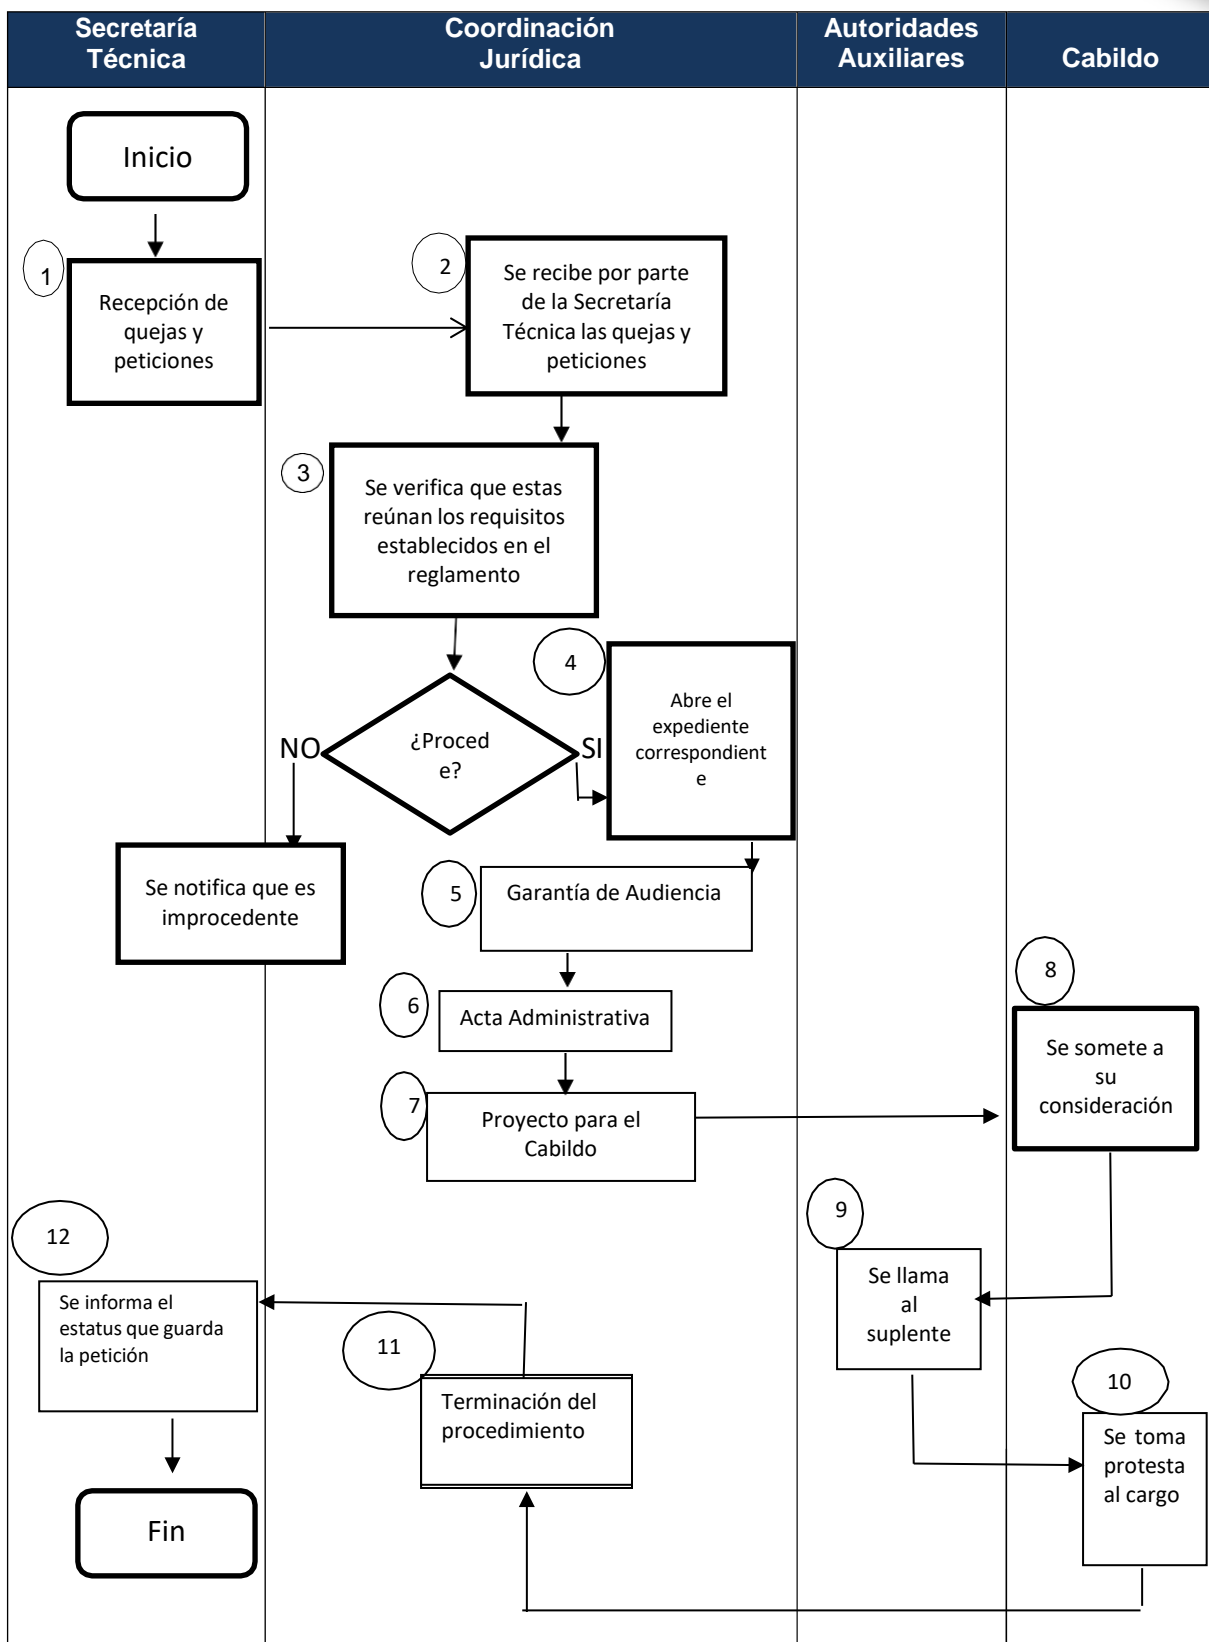 Secretaría
Técnica
Coordinación
Jurídica
Autoridades
Auxiliares
Cabildo
Inicio
1
Recepción de
quejas y
peticiones
2
Se recibe por parte
de la Secretaría
Técnica las quejas y
peticiones
3
Se verifica que estas
reúnan los requisitos
establecidos en el
reglamento
¿Proced
e?
NO
SI
4
Abre el
expediente
correspondient
e
Se notifica que es
improcedente
5
Garantía de Audiencia
6
Acta Administrativa
7
Proyecto para el
Cabildo
8
Se somete a
su
consideración
9
Se llama
al
suplente
10
Se toma
protesta
al cargo
11
Terminación del
procedimiento
12
Se informa el
estatus que guarda
la petición
Fin